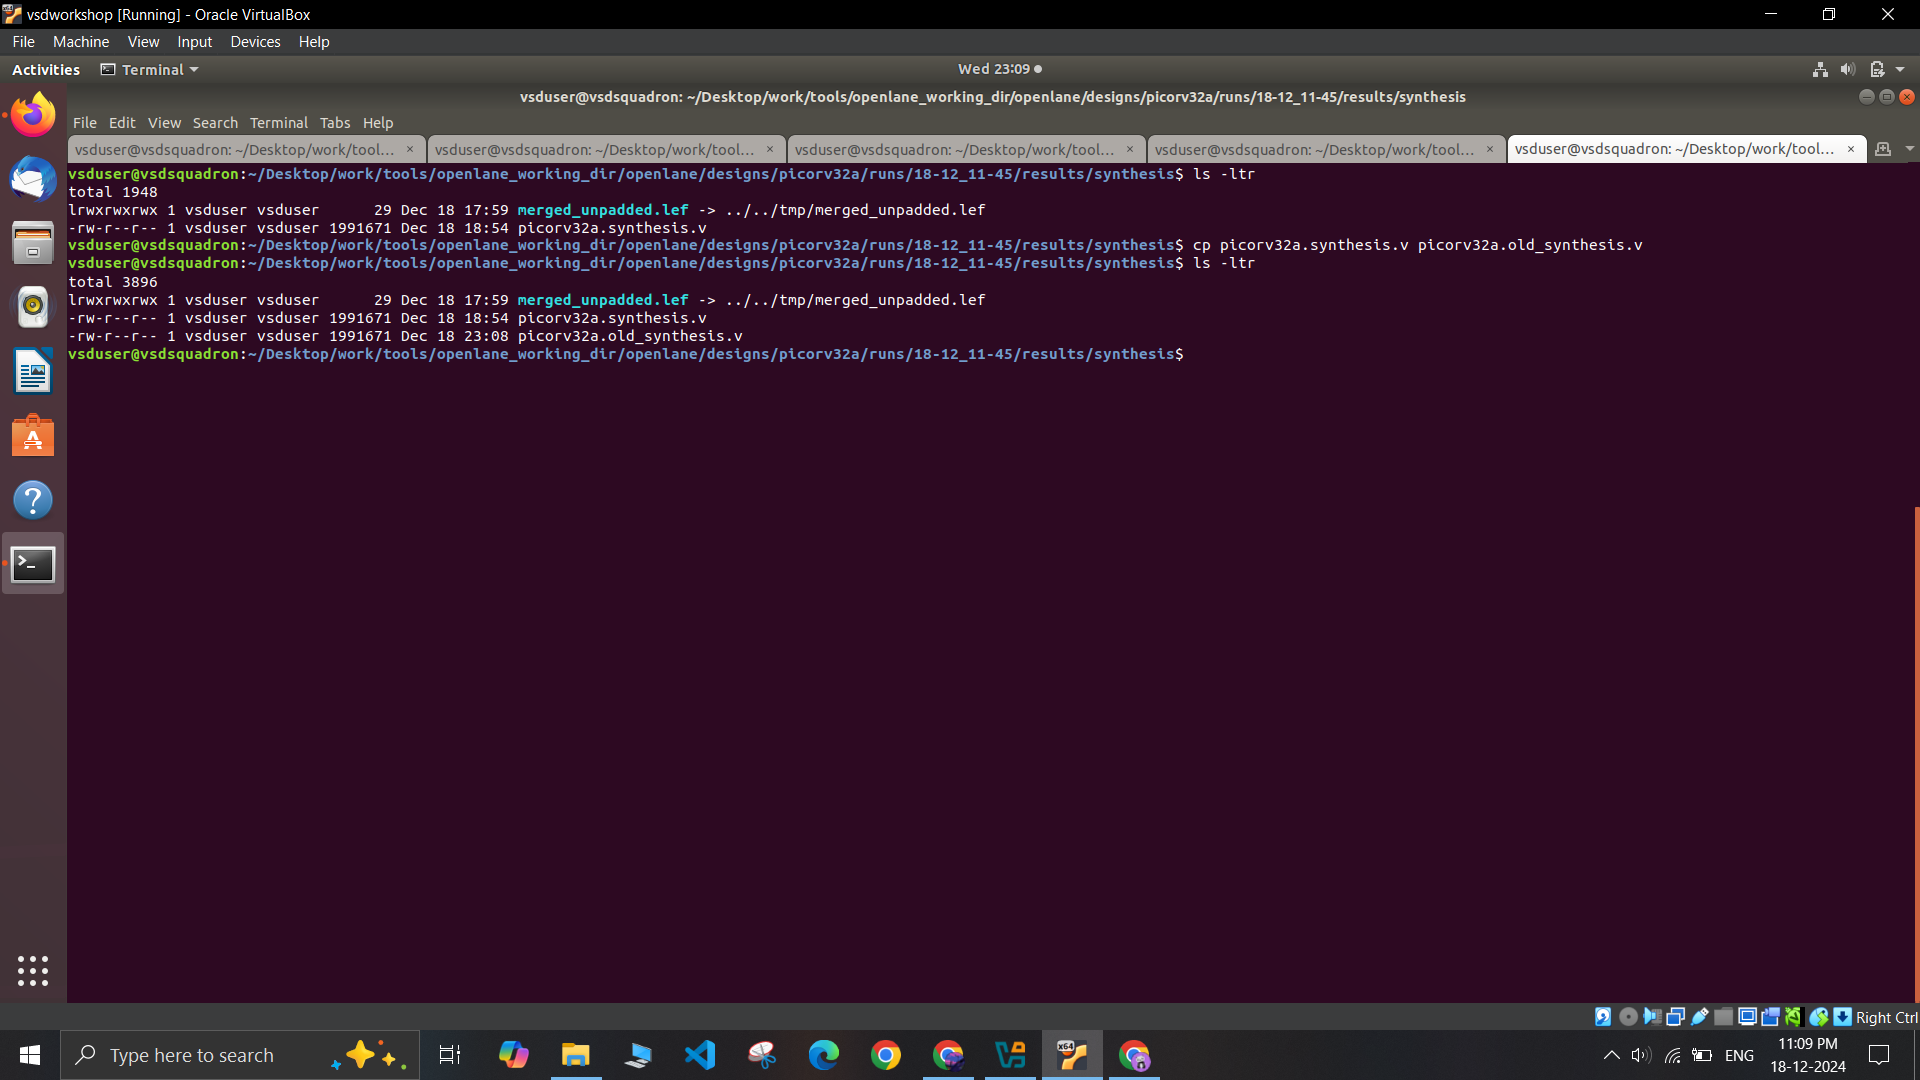 vsdworkshop [Running] - Oracle VirtualBox
File Machine View Input Devices Help
Activities Terminal Wed 23:09
vsduser@vsdsquadron: ~/Desktop/work/tools/openlane_working_dir/openlane/designs/picorv32a/runs/18-12_11-45/results/synthesis
File Edit View Search Terminal Tabs Help
vsduser@vsdsquadron: ~/Desktop/work/tool... × vsduser@vsdsquadron: ~/Desktop/work/tool... × vsduser@vsdsquadron: ~/Desktop/work/tool... × vsduser@vsdsquadron: ~/Desktop/work/tool... × vsduser@vsdsquadron: ~/Desktop/work/tool... ×
vsduser@vsdsquadron:~/Desktop/work/tools/openlane_working_dir/openlane/designs/picorv32a/runs/18-12_11-45/results/synthesis$ ls -ltr
total 1948
lrwxrwxrwx 1 vsduser vsduser      29 Dec 18 17:59 merged_unpadded.lef -> ../../tmp/merged_unpadded.lef
-rw-r--r-- 1 vsduser vsduser 1991671 Dec 18 18:54 picorv32a.synthesis.v
vsduser@vsdsquadron:~/Desktop/work/tools/openlane_working_dir/openlane/designs/picorv32a/runs/18-12_11-45/results/synthesis$ cp picorv32a.synthesis.v picorv32a.old_synthesis.v
vsduser@vsdsquadron:~/Desktop/work/tools/openlane_working_dir/openlane/designs/picorv32a/runs/18-12_11-45/results/synthesis$ ls -ltr
total 3896
lrwxrwxrwx 1 vsduser vsduser      29 Dec 18 17:59 merged_unpadded.lef -> ../../tmp/merged_unpadded.lef
-rw-r--r-- 1 vsduser vsduser 1991671 Dec 18 18:54 picorv32a.synthesis.v
-rw-r--r-- 1 vsduser vsduser 1991671 Dec 18 23:08 picorv32a.old_synthesis.v
vsduser@vsdsquadron:~/Desktop/work/tools/openlane_working_dir/openlane/designs/picorv32a/runs/18-12_11-45/results/synthesis$
Right Ctrl
Type here to search
x64
ENG
11:09 PM
18-12-2024